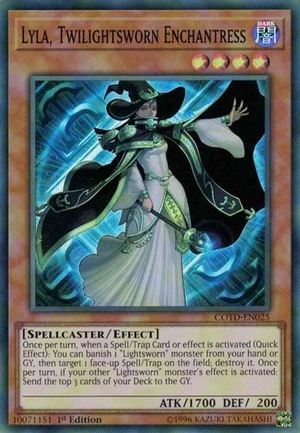 LYLA, TWILIGHTSWORN ENCHANTRESS
DARK
闇
COTD-EN025
[SPELLCASTER/EFFECT]
Once per turn, when a Spell/Trap Card or effect is activated (Quick
Effect): You can banish 1 "Lightsworn" monster from your hand or
GY, then target 1 face-up Spell/Trap on the field; destroy it. Once
per turn, if your other "Lightsworn" monster's effect is activated:
Send the top 3 cards of your Deck to the GY.
ATK/1700 DEF/ 200
10071151 1st Edition ©1996 KAZUKI TAKAHASHI